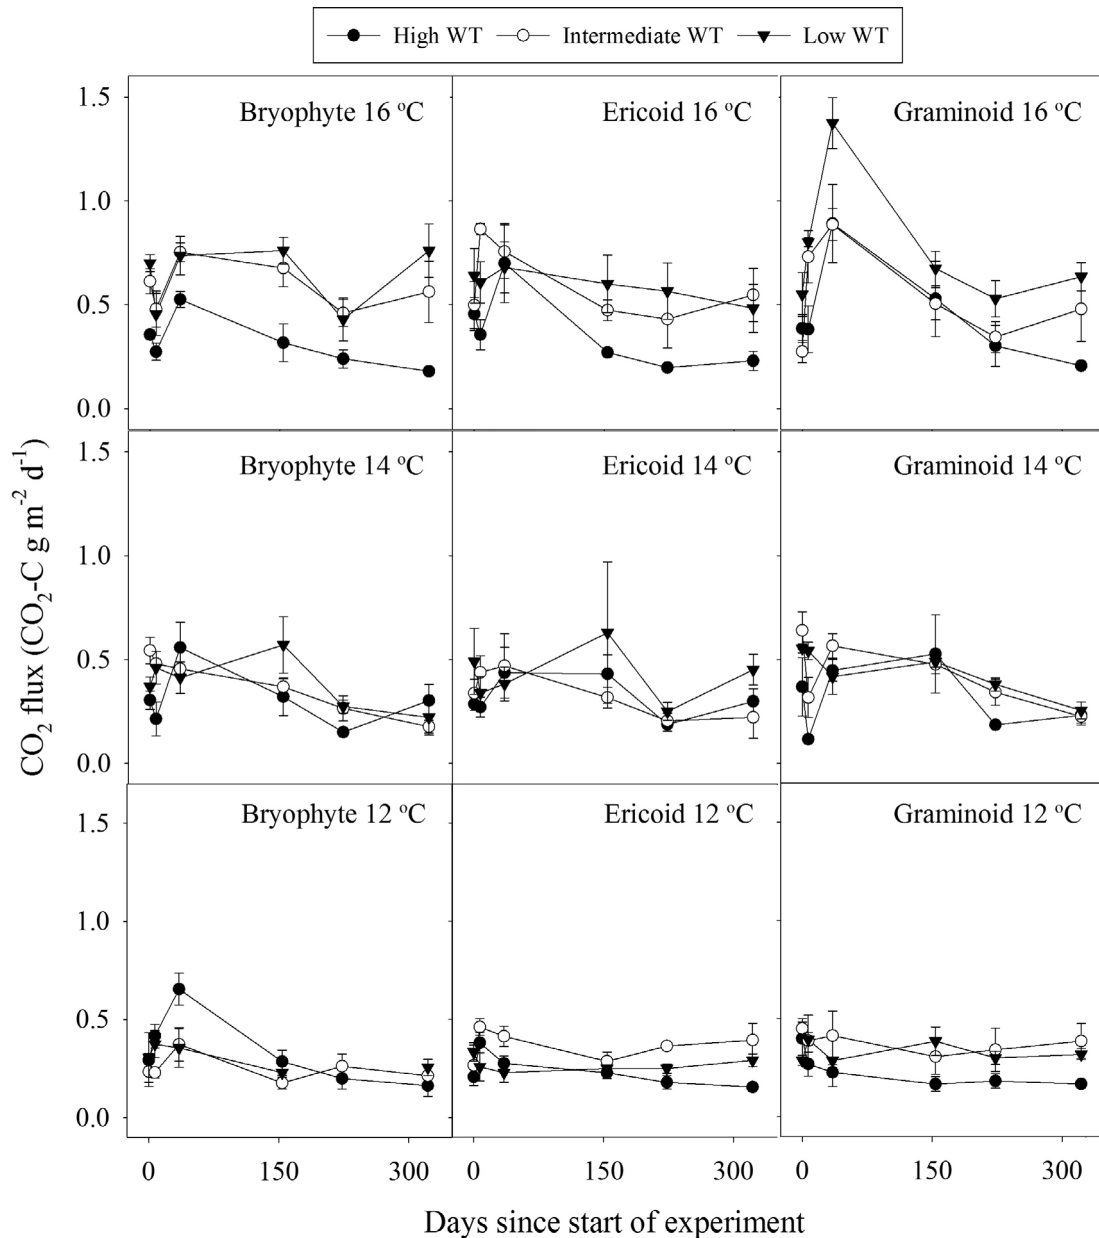 High WT Intermediate WT Low WT
Bryophyte 16 ºC Ericoid 16 ºC Graminoid 16 ºC
1.5
1.0
0.5
0.0
Bryophyte 14 ºC Ericoid 14 ºC Graminoid 14 ºC
1.5
1.0
0.5
0.0
Bryophyte 12 ºC Ericoid 12 ºC Graminoid 12 ºC
1.5
1.0
0.5
0.0
CO₂ flux (CO₂-C g m⁻² d⁻¹)
0 150 300 0 150 300 0 150 300
Days since start of experiment